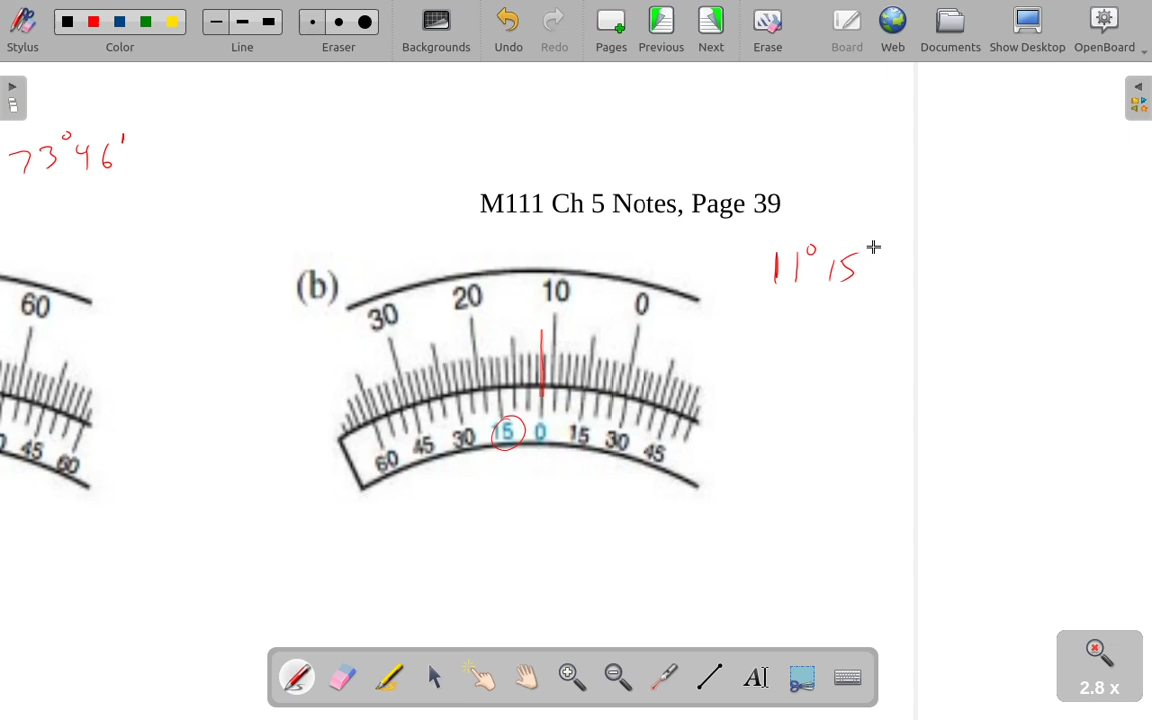 Stylus Color Line Eraser Backgrounds Undo Redo Pages Previous Next Erase Board Web Documents Show Desktop OpenBoard
73°46'
M111 Ch 5 Notes, Page 39
11°15
(b)
60
30 20 10 0
45 60
60 45 30 15 0 15 30 45
2.8 x